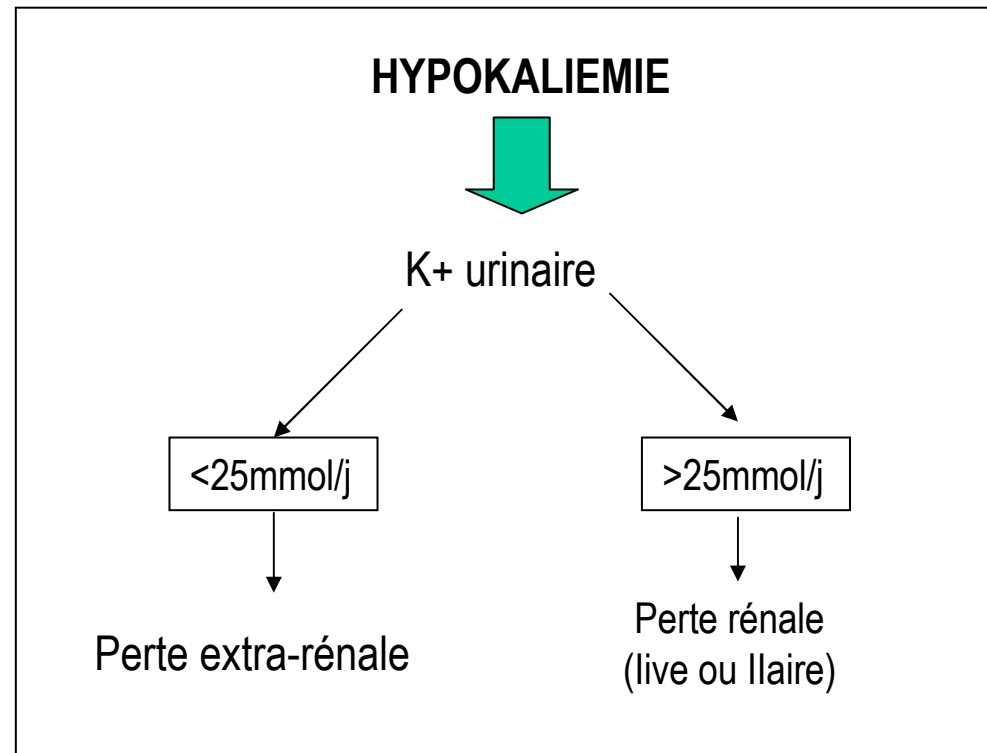 HYPOKALIEMIE
K+ urinaire
<25mmol/j
>25mmol/j
Perte extra-rénale
Perte rénale
(Iive ou IIaire)